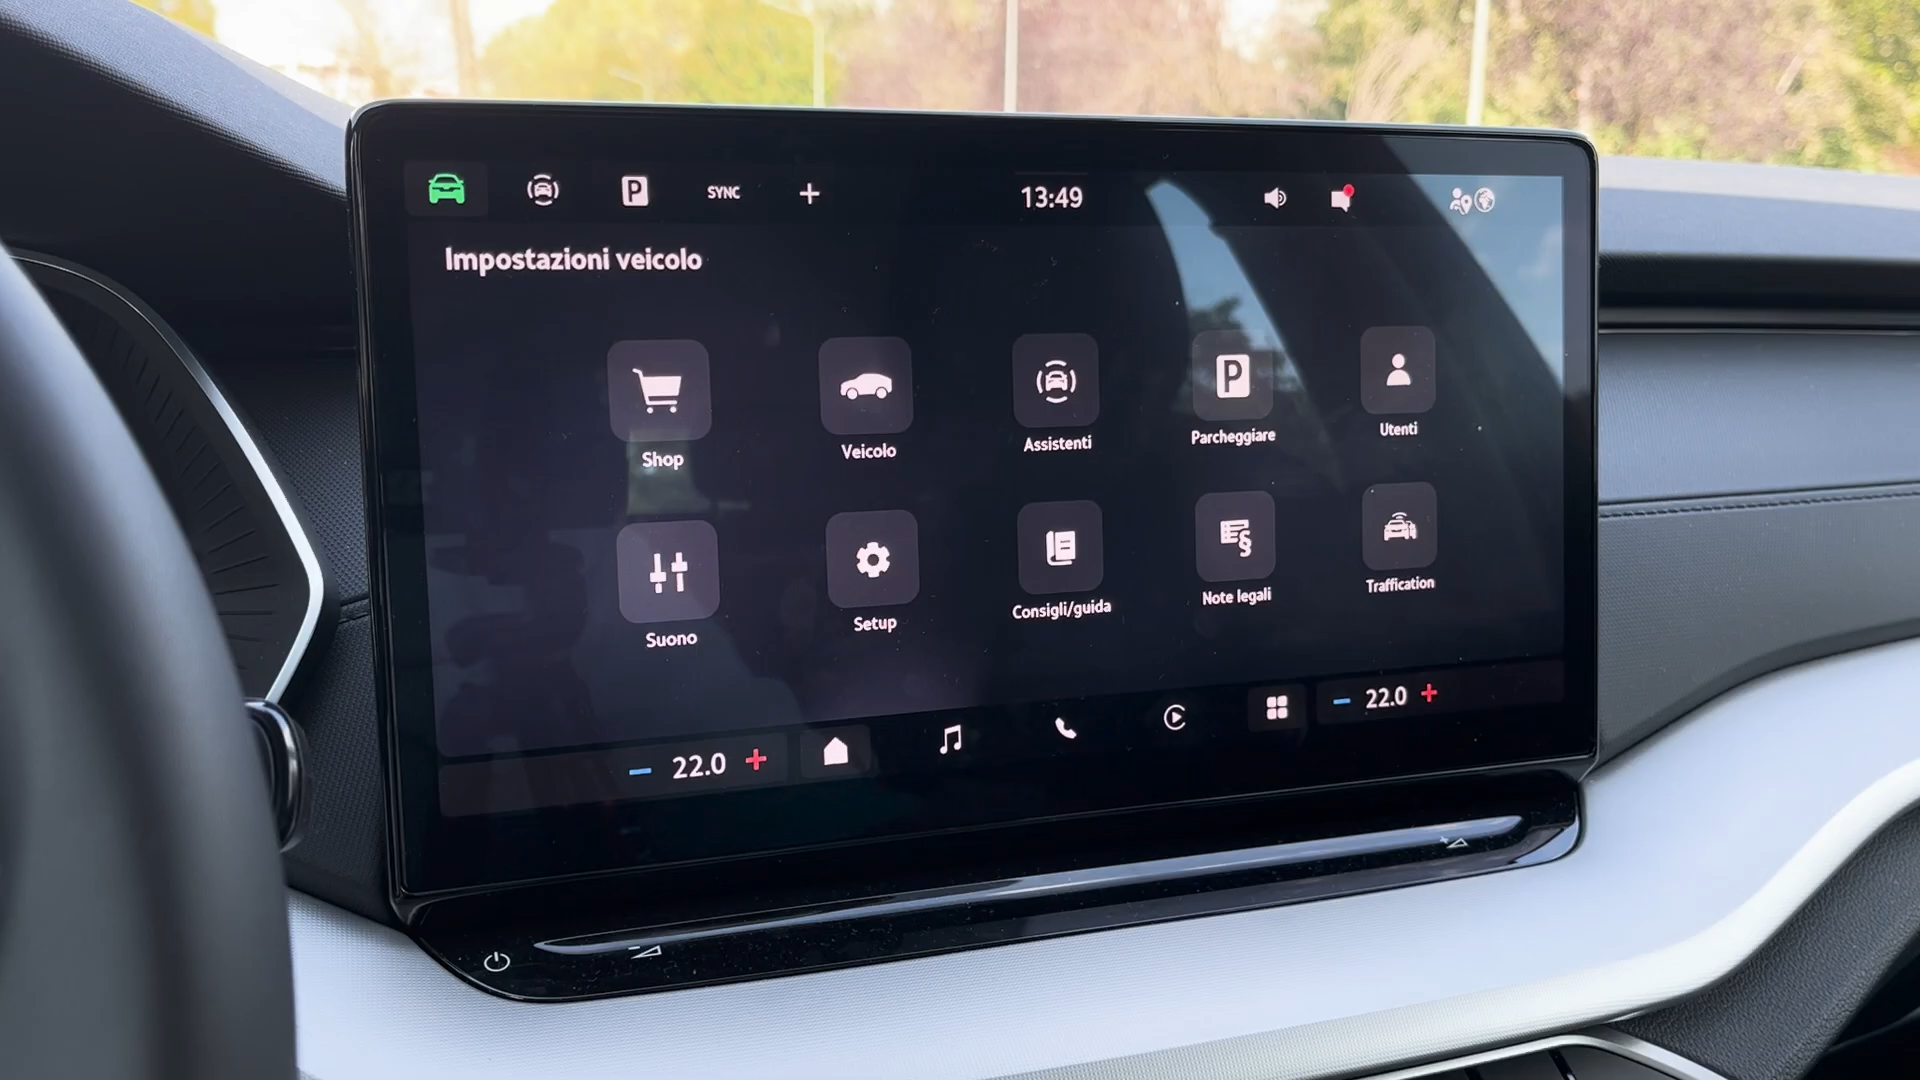 SYNC
13:49
Impostazioni veicolo
Shop
Veicolo
Assistenti
Parcheggiare
Utenti
Suono
Setup
Consigli/guida
Note legali
Traffication
22.0
22.0